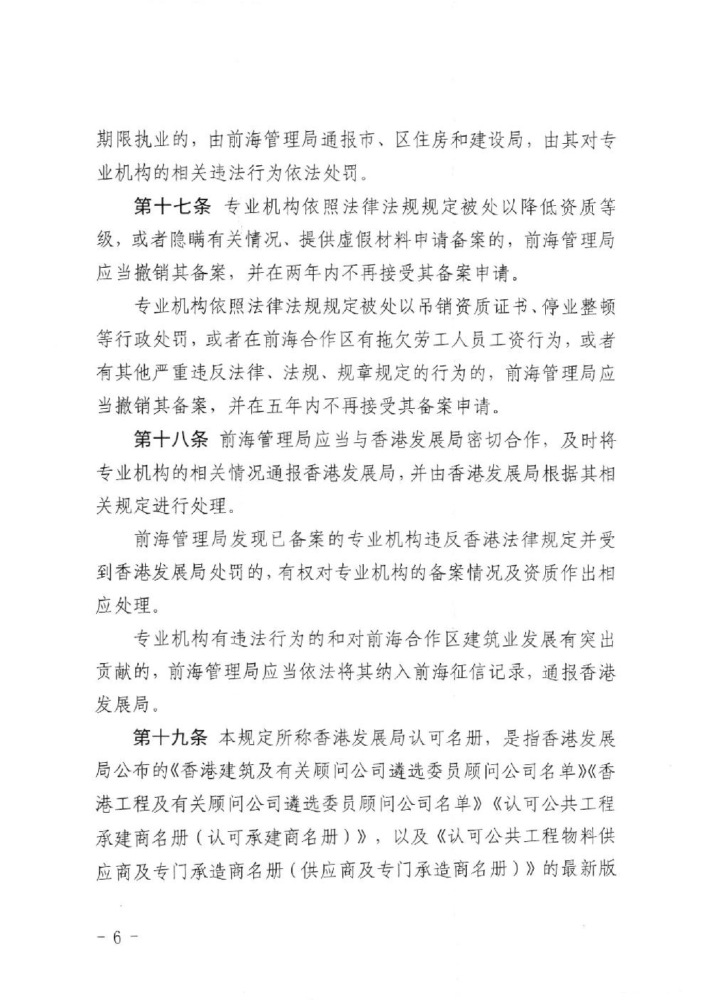 期限执业的，由前海管理局通报市、区住房和建设局，由其对专
业机构的相关违法行为依法处罚。
第十七条 专业机构依照法律法规规定被处以降低资质等
级，或者隐瞒有关情况、提供虚假材料申请备案的，前海管理局
应当撤销其备案，并在两年内不再接受其备案申请。
专业机构依照法律法规规定被处以吊销资质证书、停业整顿
等行政处罚，或者在前海合作区有拖欠劳工人员工资行为，或者
有其他严重违反法律、法规、规章规定的行为的，前海管理局应
当撤销其备案，并在五年内不再接受其备案申请。
第十八条 前海管理局应当与香港发展局密切合作，及时将
专业机构的相关情况通报香港发展局，并由香港发展局根据其相
关规定进行处理。
前海管理局发现已备案的专业机构违反香港法律规定并受
到香港发展局处罚的，有权对专业机构的备案情况及资质作出相
应处理。
专业机构有违法行为的和对前海合作区建筑业发展有突出
贡献的，前海管理局应当依法将其纳入前海征信记录，通报香港
发展局。
第十九条 本规定所称香港发展局认可名册，是指香港发展
局公布的《香港建筑及有关顾问公司遴选委员顾问公司名单》《香
港工程及有关顾问公司遴选委员顾问公司名单》《认可公共工程
承建商名册（认可承建商名册）》，以及《认可公共工程物料供
应商及专门承造商名册（供应商及专门承造商名册）》的最新版
- 6 -